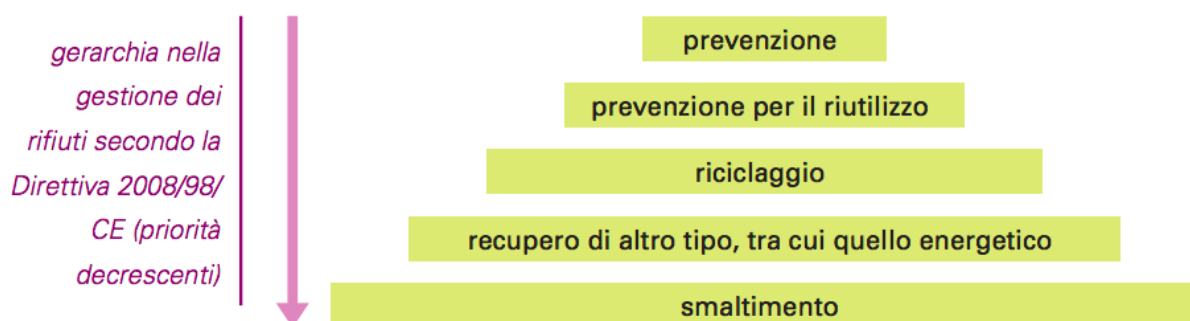 gerarchia nella
gestione dei
rifiuti secondo la
Direttiva 2008/98/
CE (priorità
decrescenti)
prevenzione
prevenzione per il riutilizzo
riciclaggio
recupero di altro tipo, tra cui quello energetico
smaltimento